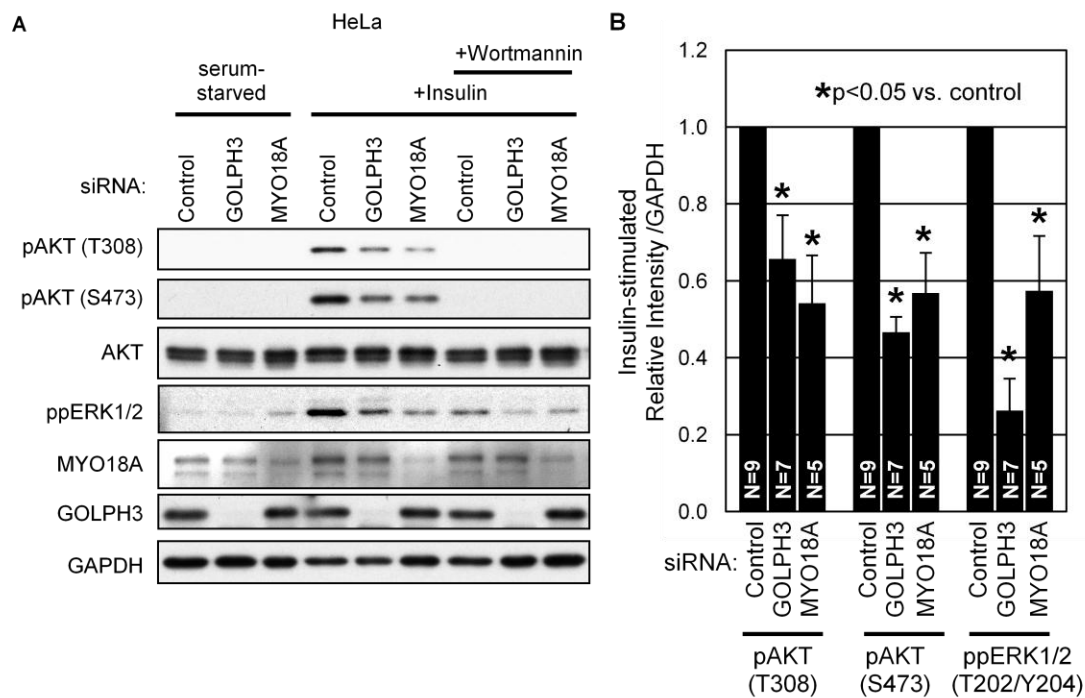 A
HeLa
+Wortmannin
serum-
starved
+Insulin
siRNA:
Control
GOLPH3
MYO18A
Control
GOLPH3
MYO18A
Control
GOLPH3
MYO18A
pAKT (T308)
pAKT (S473)
AKT
ppERK1/2
MYO18A
GOLPH3
GAPDH
B
Insulin-stimulated
Relative Intensity /GAPDH
1.2
1.0
0.8
0.6
0.4
0.2
0.0
*p<0.05 vs. control
*
*
*
*
*
*
N=9
N=7
N=5
N=9
N=7
N=5
N=9
N=7
N=5
siRNA:
Control
GOLPH3
MYO18A
Control
GOLPH3
MYO18A
Control
GOLPH3
MYO18A
pAKT
(T308)
pAKT
(S473)
ppERK1/2
(T202/Y204)